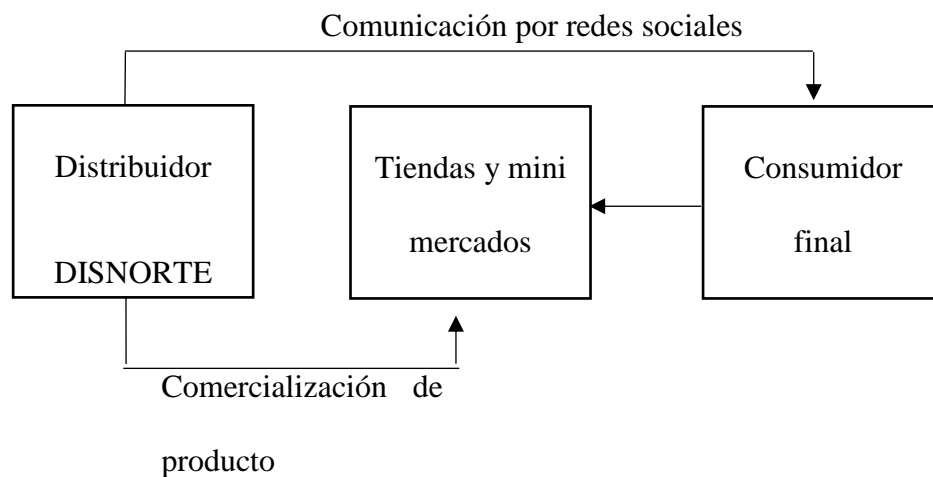 Comunicación por redes sociales
Distribuidor
DISNORTE
Tiendas y mini
mercados
Consumidor
final
Comercialización de
producto